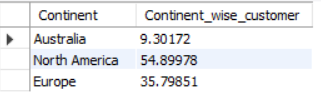 Continent Continent_wise_customer
Australia 9.30172
North America 54.89978
Europe 35.79851